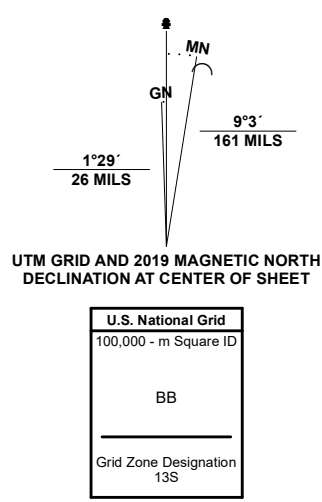 MN
GN
9°3´
161 MILS
1°29´
26 MILS
UTM GRID AND 2019 MAGNETIC NORTH
DECLINATION AT CENTER OF SHEET
U.S. National Grid
100,000 - m Square ID
BB
Grid Zone Designation
13S